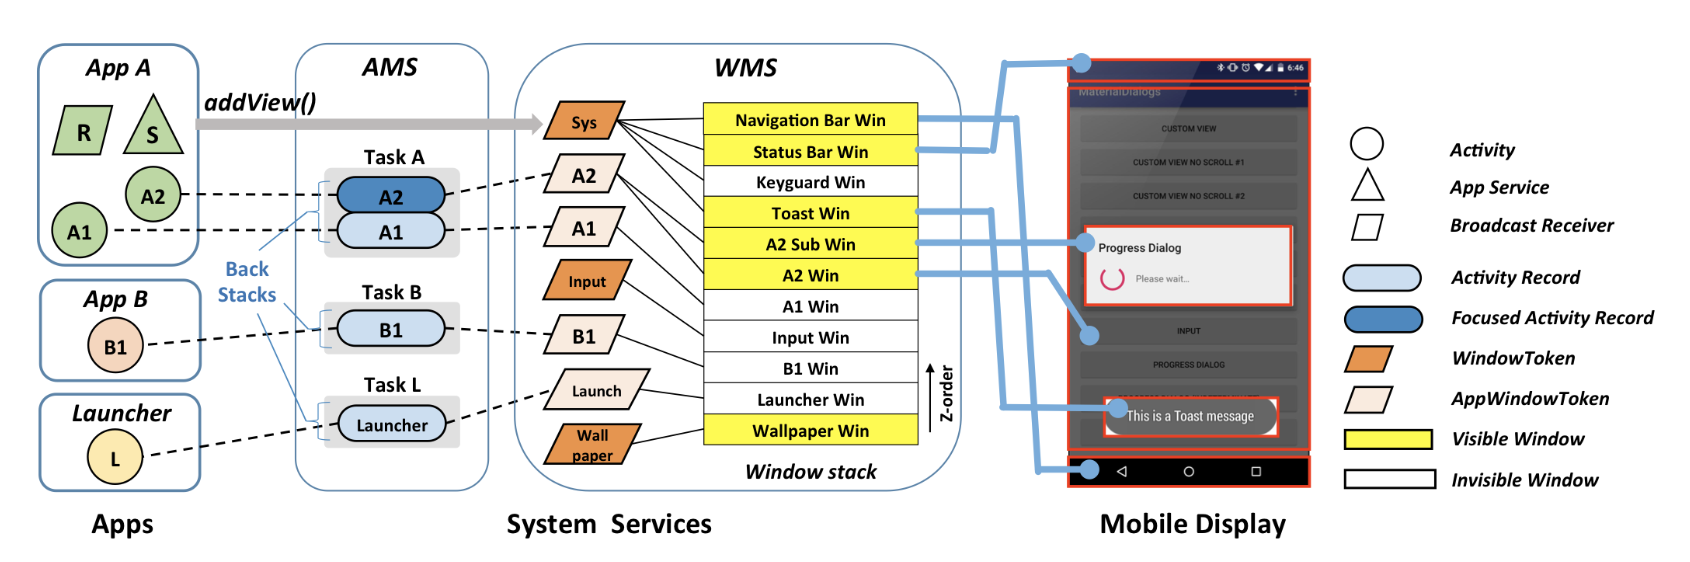 App A
R
S
A2
A1
addView()
App B
B1
Launcher
L
Apps
AMS
Task A
A2
A1
Back
Stacks
Task B
B1
Task L
Launcher
System Services
WMS
Sys
A2
A1
Input
B1
Launch
Wall
paper
Navigation Bar Win
Status Bar Win
Keyguard Win
Toast Win
A2 Sub Win
A2 Win
A1 Win
Input Win
B1 Win
Launcher Win
Wallpaper Win
Z-order
Window stack
6:46
MaterialDialogs
CUSTOM VIEW
CUSTOM VIEW NO SCROLL #1
CUSTOM VIEW NO SCROLL #2
Progress Dialog
Please wait...
INPUT
PROGRESS DIALOG
This is a Toast message
Mobile Display
Activity
App Service
Broadcast Receiver
Activity Record
Focused Activity Record
WindowToken
AppWindowToken
Visible Window
Invisible Window